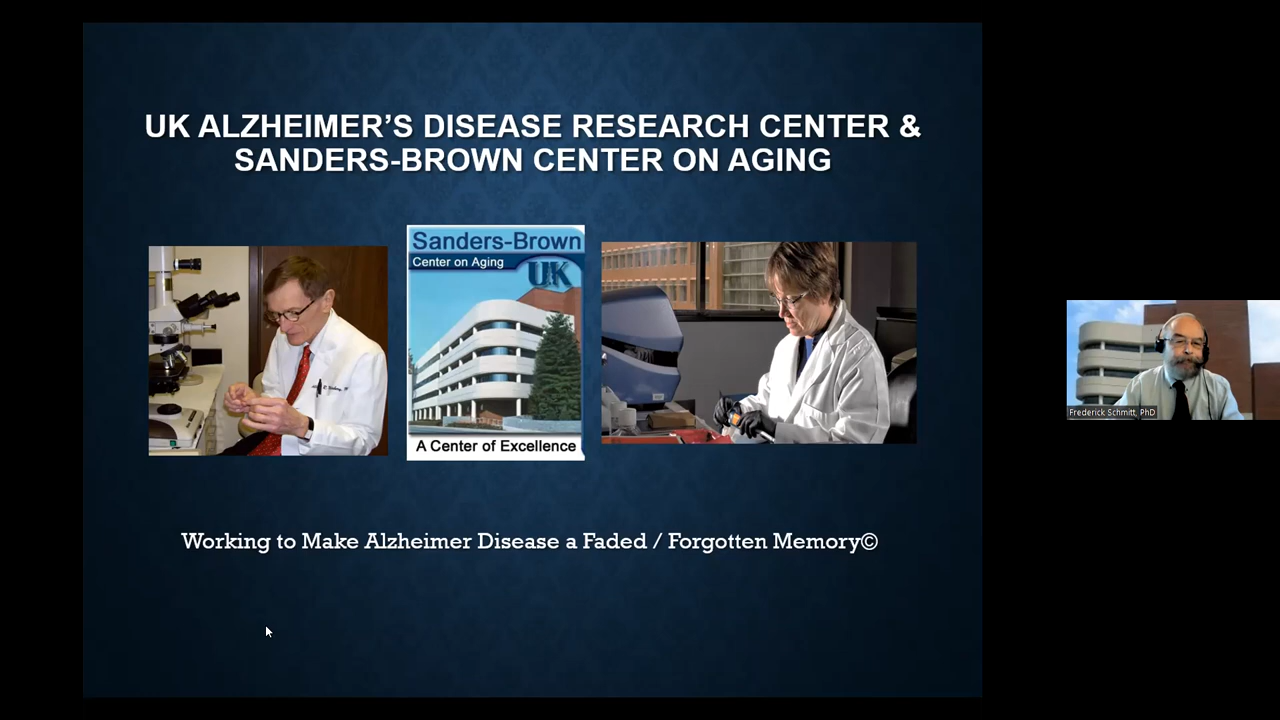 UK ALZHEIMER’S DISEASE RESEARCH CENTER &
SANDERS-BROWN CENTER ON AGING
Sanders-Brown
Center on Aging
UK
A Center of Excellence
Working to Make Alzheimer Disease a Faded / Forgotten Memory©
Frederick Schmitt, PhD